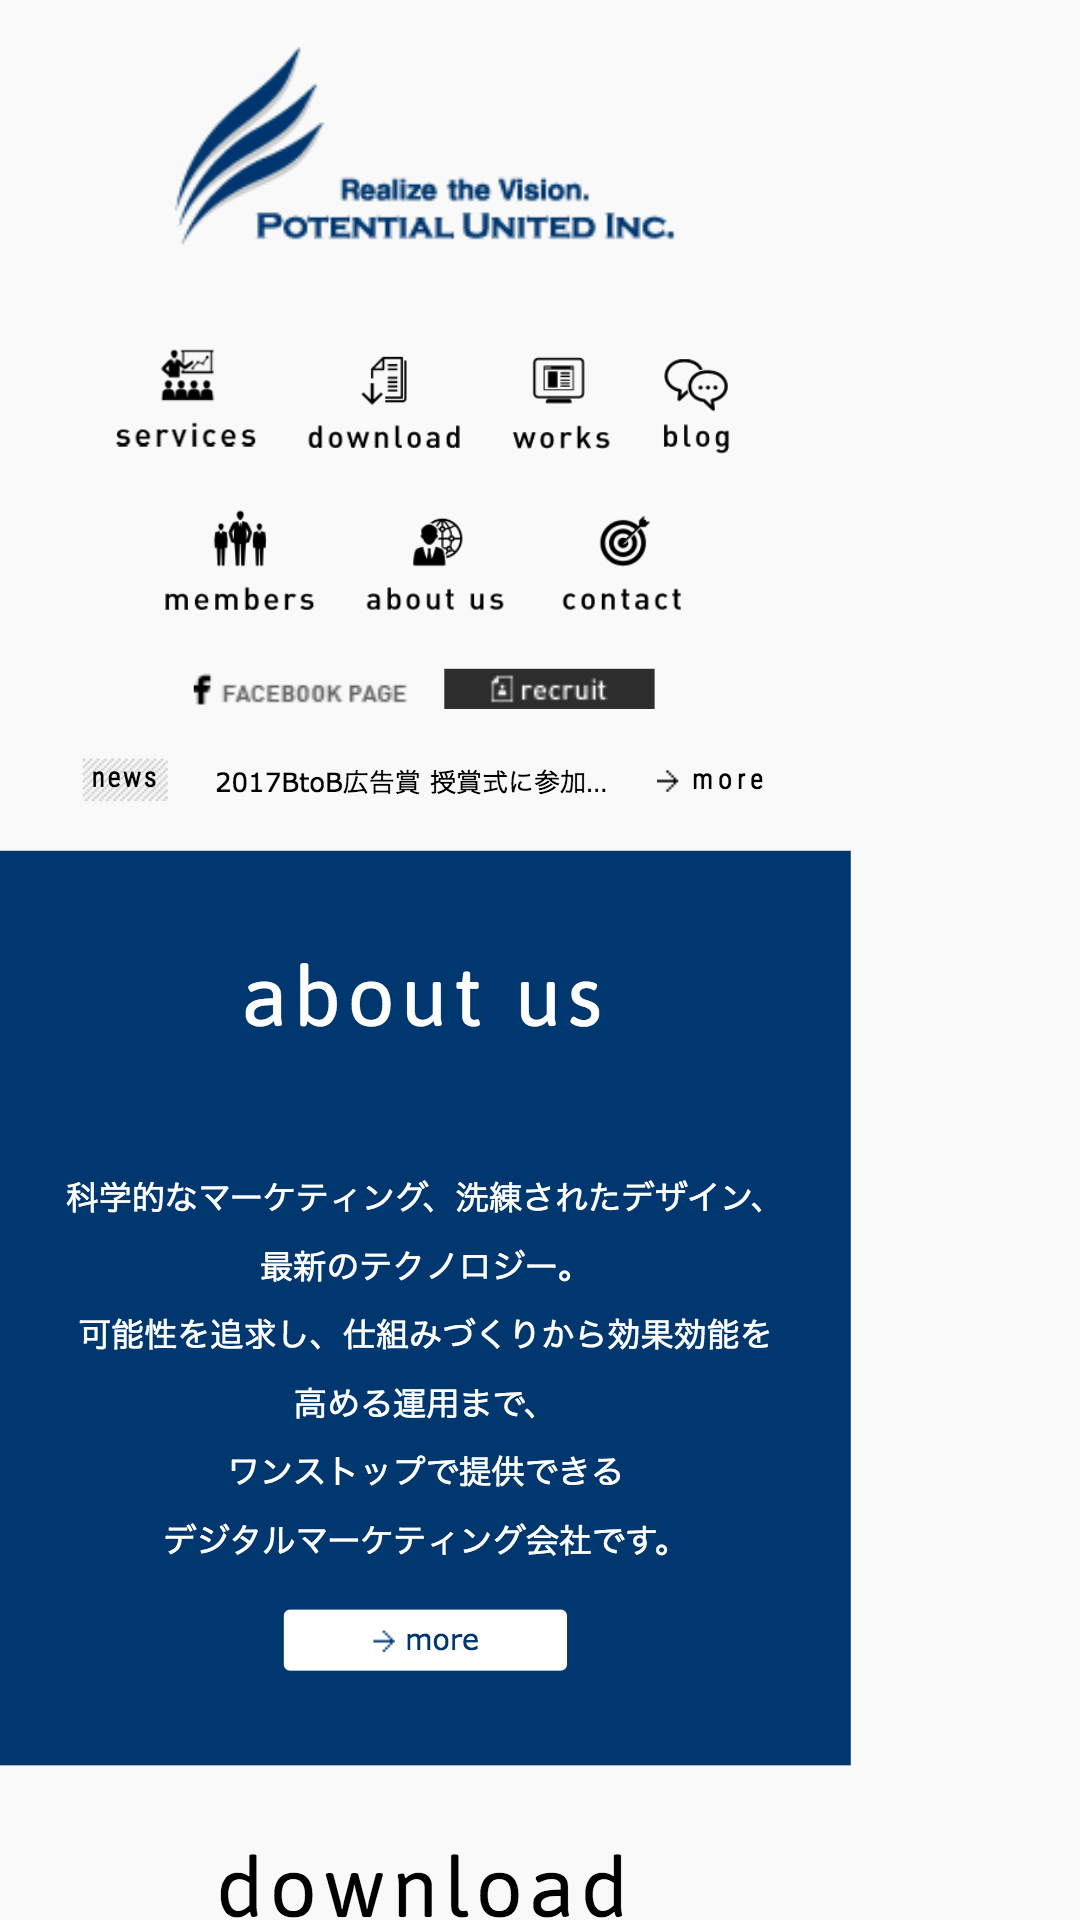 Realize the Vision.
POTENTIAL UNITED INC.
services download works blog
members about us contact
FACEBOOK PAGE recruit
news 2017BtoB広告賞 授賞式に参加... more
about us
科学的なマーケティング、洗練されたデザイン、
最新のテクノロジー。
可能性を追求し、仕組みづくりから効果効能を
高める運用まで、
ワンストップで提供できる
デジタルマーケティング会社です。
more
download